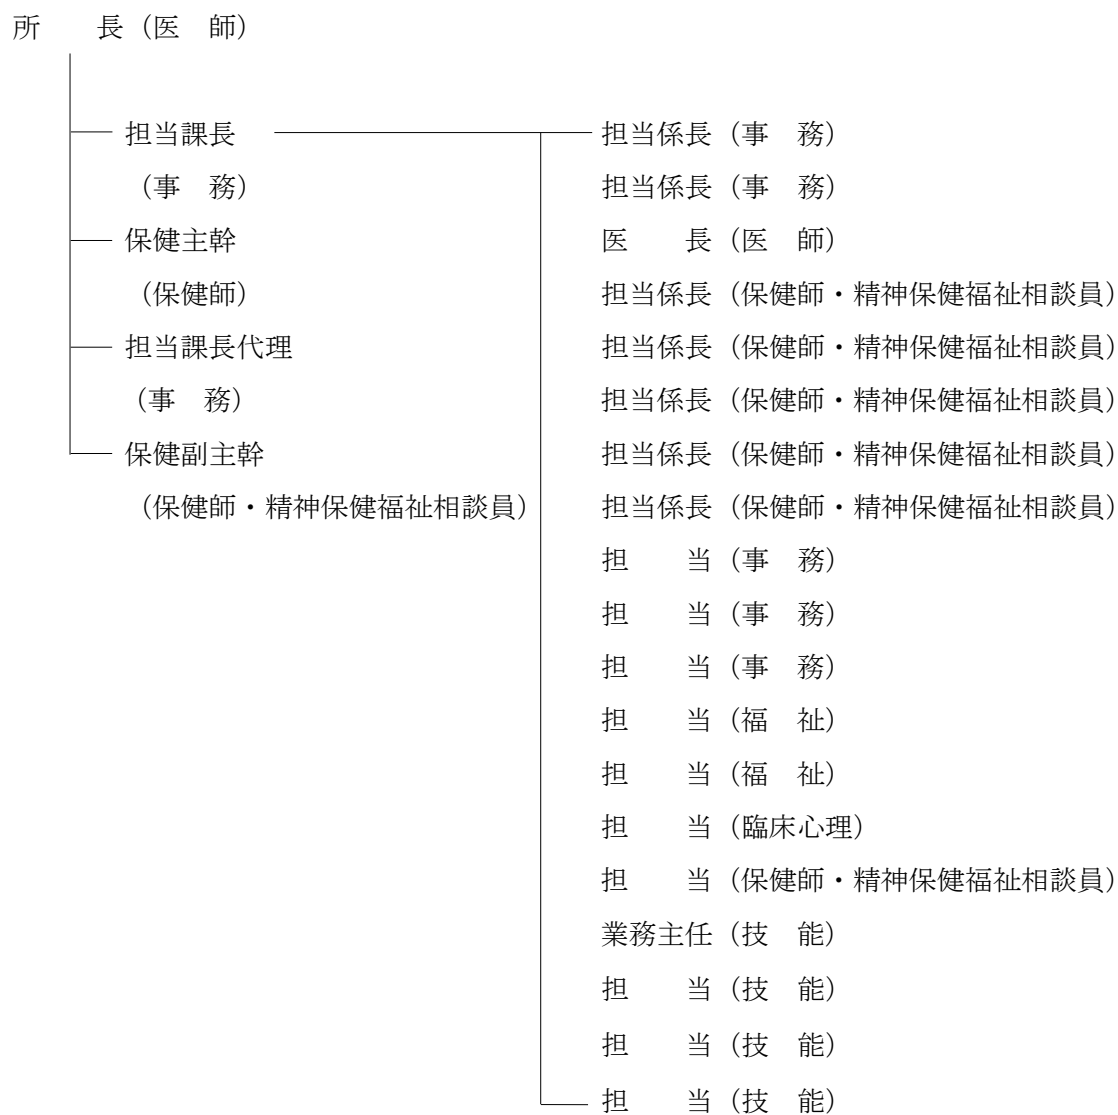 所　　長（医　師）
担当課長
（事　務）
保健主幹
（保健師）
担当課長代理
（事　務）
保健副主幹
（保健師・精神保健福祉相談員）
担当係長（事　務）
担当係長（事　務）
医　　長（医　師）
担当係長（保健師・精神保健福祉相談員）
担当係長（保健師・精神保健福祉相談員）
担当係長（保健師・精神保健福祉相談員）
担当係長（保健師・精神保健福祉相談員）
担当係長（保健師・精神保健福祉相談員）
担　　当（事　務）
担　　当（事　務）
担　　当（事　務）
担　　当（福　祉）
担　　当（福　祉）
担　　当（臨床心理）
担　　当（保健師・精神保健福祉相談員）
業務主任（技　能）
担　　当（技　能）
担　　当（技　能）
担　　当（技　能）